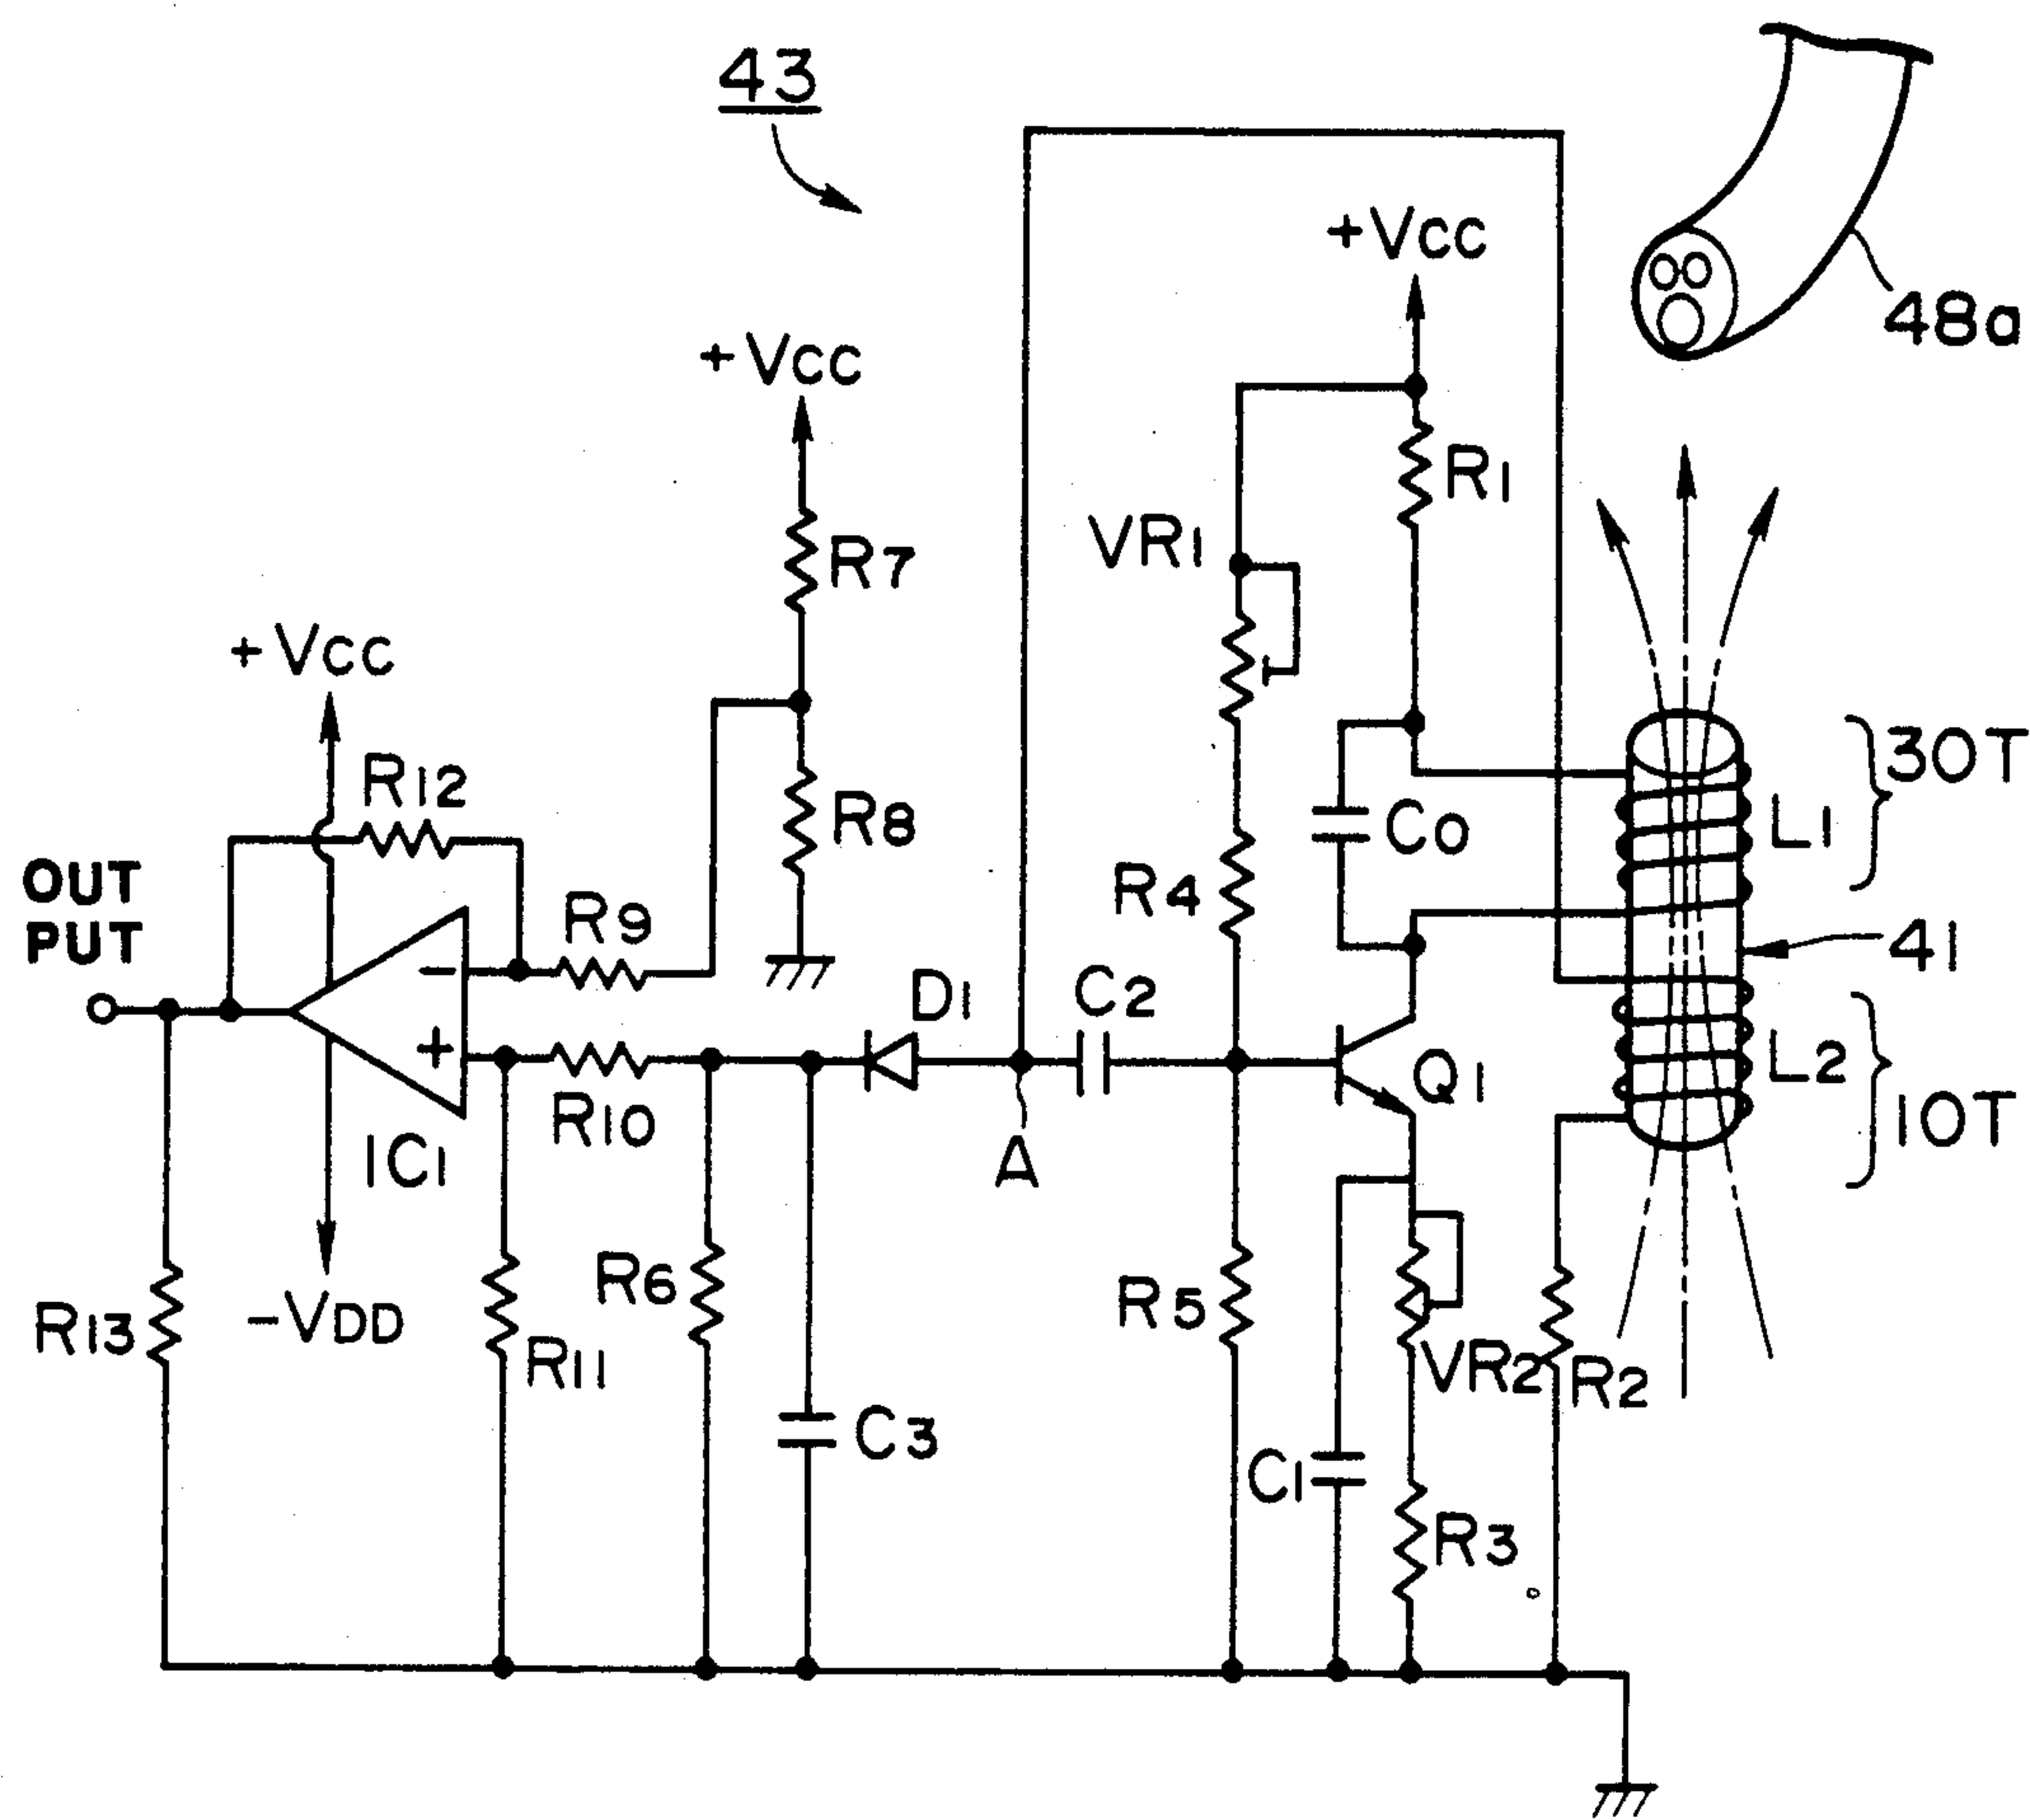 43
+VCC
48a
+VCC
R1
VR1
R7
+VCC
30T
R12
L1
C0
R8
OUT
PUT
R4
R9
41
-
D1
C2
+
L2
Q1
R10
10T
IC1
A
R6
R5
R13
-VDD
R11
VR2
R2
C3
C1
R3